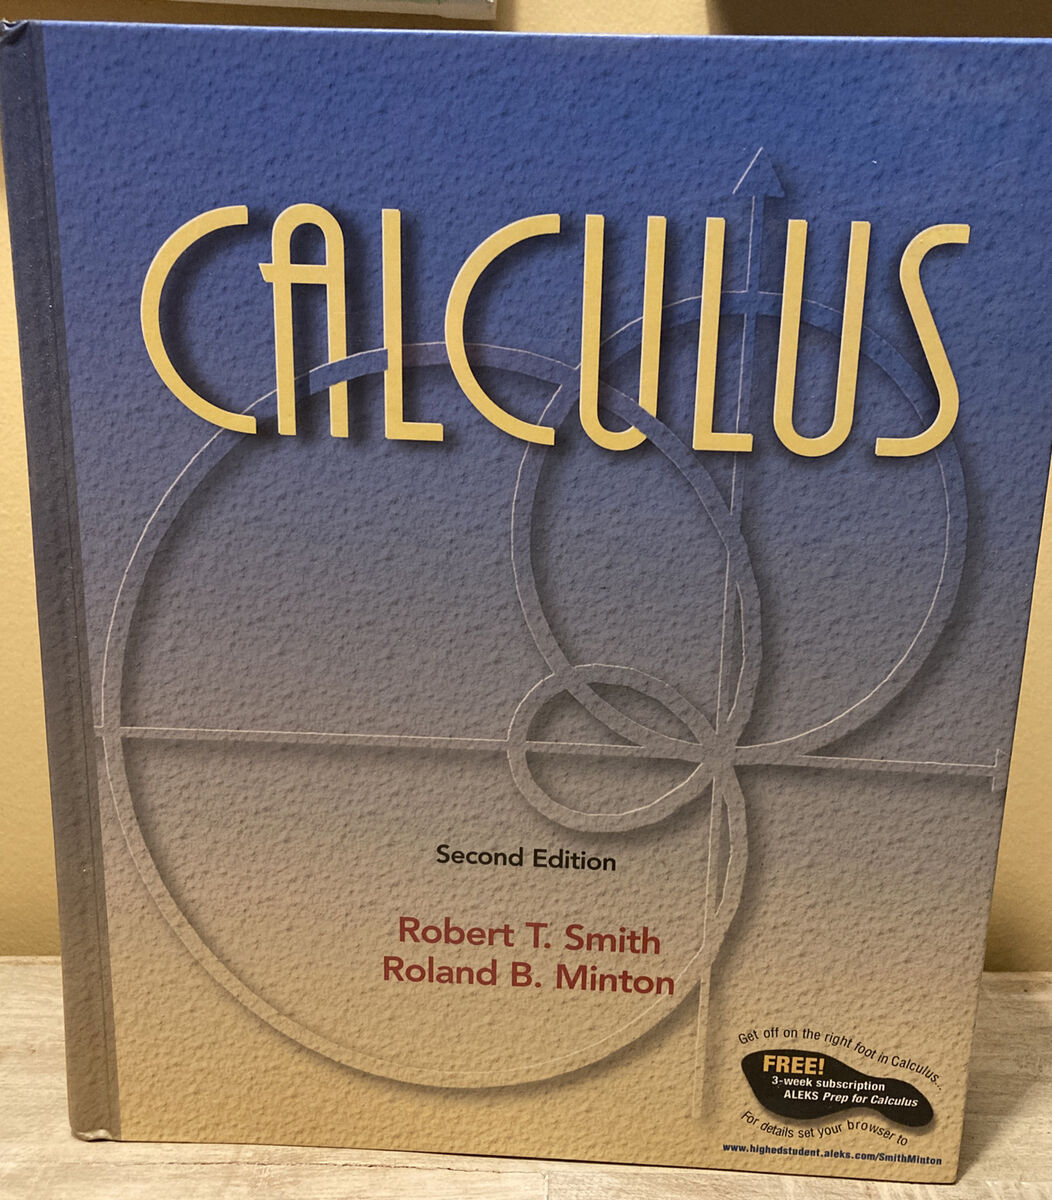 CALCULUS
Second Edition
Robert T. Smith
Roland B. Minton
Get off on the right foot in Calculus...
FREE!
3-week subscription
ALEKS Prep for Calculus
For details set your browser to
www.highedstudent.aleks.com/SmithMinton